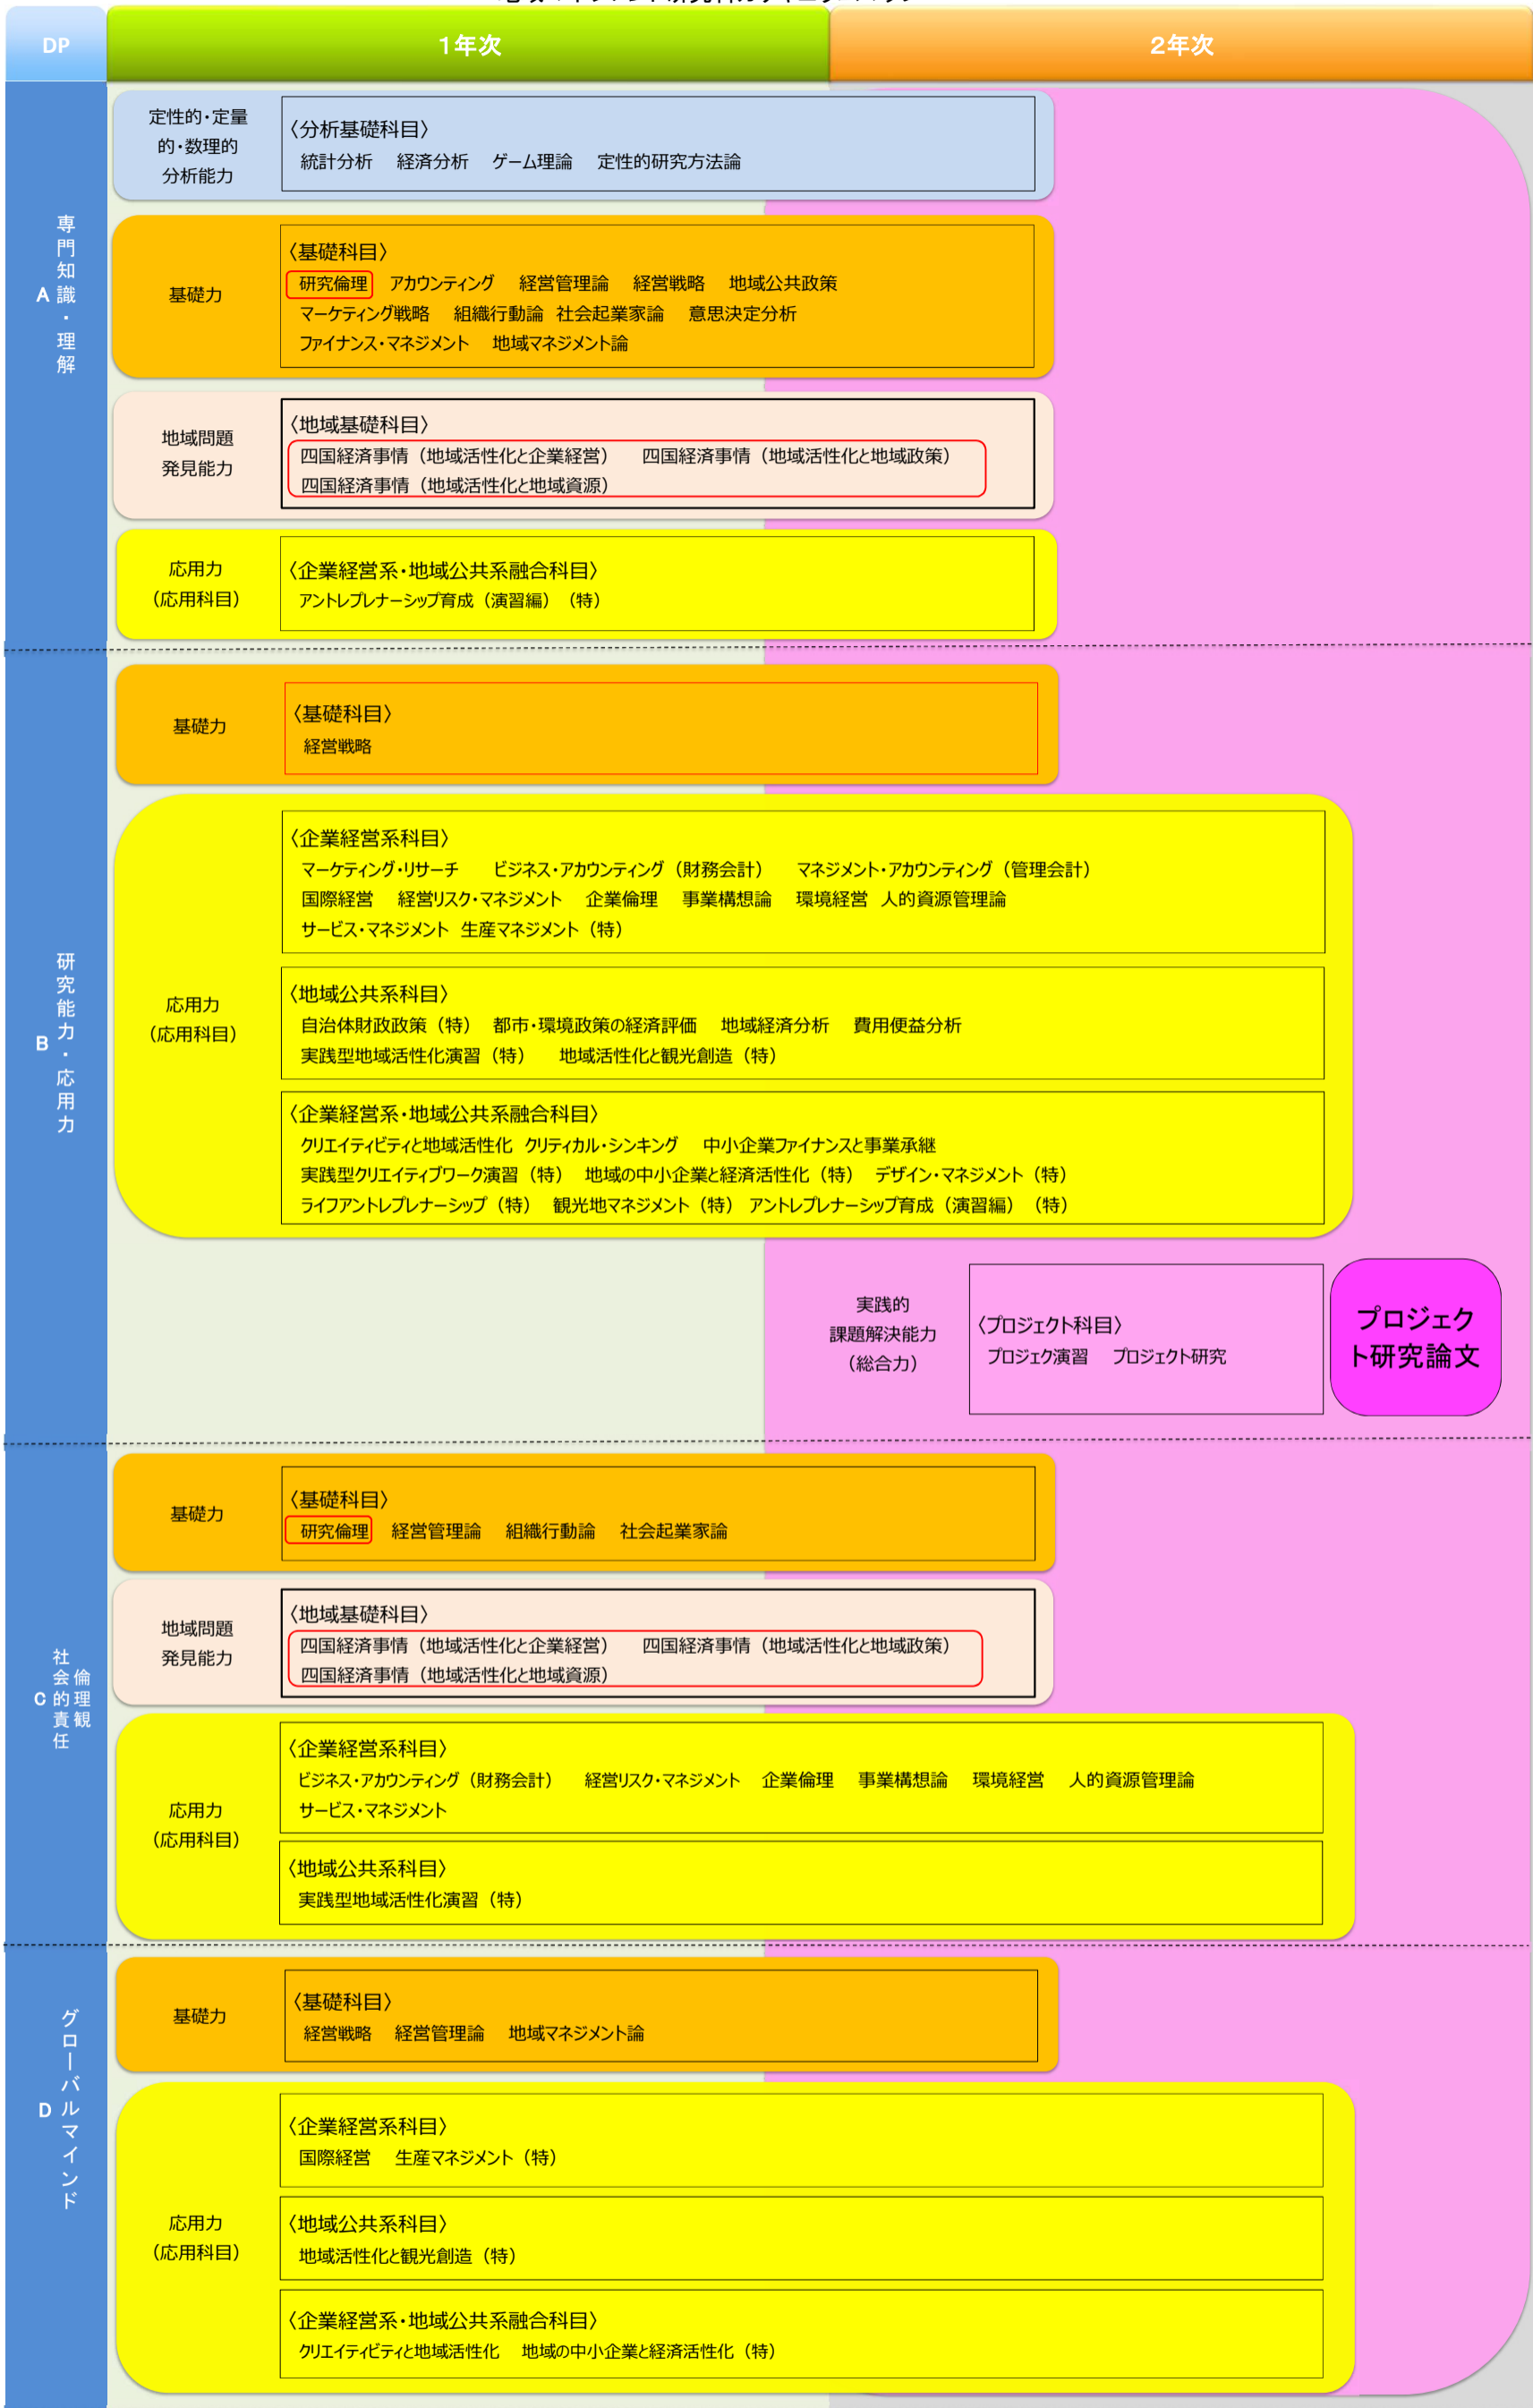 DP
1年次
2年次
A
専門知識・理解
定性的・定量
的・数理的
分析能力
〈分析基礎科目〉
統計分析 経済分析 ゲーム理論 定性的研究方法論
基礎力
〈基礎科目〉
研究倫理 アカウンティング 経営管理論 経営戦略 地域公共政策
マーケティング戦略 組織行動論 社会起業家論 意思決定分析
ファイナンス・マネジメント 地域マネジメント論
地域問題
発見能力
〈地域基礎科目〉
四国経済事情(地域活性化と企業経営) 四国経済事情(地域活性化と地域政策)
四国経済事情(地域活性化と地域資源)
応用力
(応用科目)
〈企業経営系・地域公共系融合科目〉
アントレプレナーシップ育成(演習編)(特)
B
研究能力・応用力
基礎力
〈基礎科目〉
経営戦略
応用力
(応用科目)
〈企業経営系科目〉
マーケティング・リサーチ ビジネス・アカウンティング(財務会計) マネジメント・アカウンティング(管理会計)
国際経営 経営リスク・マネジメント 企業倫理 事業構想論 環境経営 人的資源管理論
サービス・マネジメント 生産マネジメント(特)
〈地域公共系科目〉
自治体財政政策(特) 都市・環境政策の経済評価 地域経済分析 費用便益分析
実践型地域活性化演習(特) 地域活性化と観光創造(特)
〈企業経営系・地域公共系融合科目〉
クリエイティビティと地域活性化 クリティカル・シンキング 中小企業ファイナンスと事業承継
実践型クリエイティブワーク演習(特) 地域の中小企業と経済活性化(特) デザイン・マネジメント(特)
ライフアントレプレナーシップ(特) 観光地マネジメント(特) アントレプレナーシップ育成(演習編)(特)
実践的
課題解決能力
(総合力)
〈プロジェクト科目〉
プロジェク演習 プロジェクト研究
プロジェク
ト研究論文
C
社会的責任
倫理観
基礎力
〈基礎科目〉
研究倫理 経営管理論 組織行動論 社会起業家論
地域問題
発見能力
〈地域基礎科目〉
四国経済事情(地域活性化と企業経営) 四国経済事情(地域活性化と地域政策)
四国経済事情(地域活性化と地域資源)
応用力
(応用科目)
〈企業経営系科目〉
ビジネス・アカウンティング(財務会計) 経営リスク・マネジメント 企業倫理 事業構想論 環境経営 人的資源管理論
サービス・マネジメント
〈地域公共系科目〉
実践型地域活性化演習(特)
D
グローバルマインド
基礎力
〈基礎科目〉
経営戦略 経営管理論 地域マネジメント論
応用力
(応用科目)
〈企業経営系科目〉
国際経営 生産マネジメント(特)
〈地域公共系科目〉
地域活性化と観光創造(特)
〈企業経営系・地域公共系融合科目〉
クリエイティビティと地域活性化 地域の中小企業と経済活性化(特)